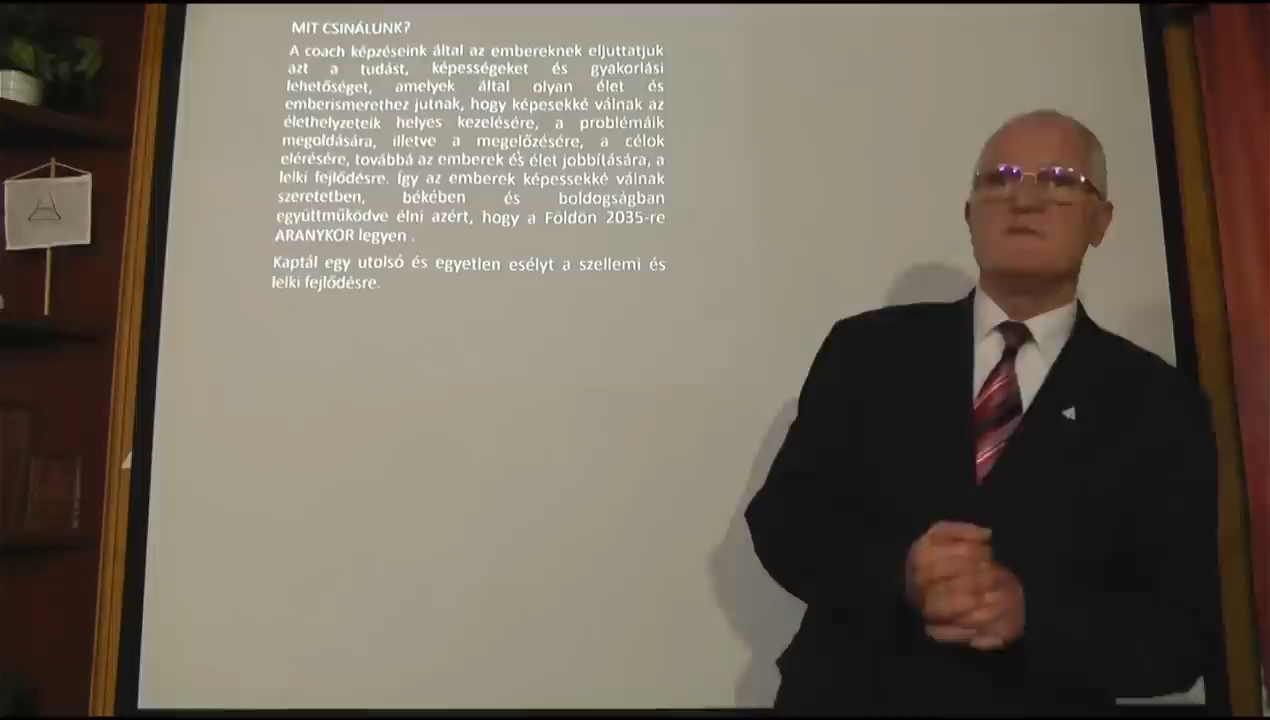 MIT CSINÁLUNK?
A coach képzéseink által az embereknek eljuttatjuk
azt a tudást, képességeket és gyakorlási
lehetőséget, amelyek által olyan élet és
emberismerethez jutnak, hogy képesekké válnak az
élethelyzeteik helyes kezelésére, a problémáik
megoldására, illetve a megelőzésére, a célok
elérésére, továbbá az emberek és élet jobbítására, a
lelki fejlődésre. Így az emberek képessekké válnak
szeretetben, békében és boldogságban
együttműködve élni azért, hogy a Földön 2035-re
ARANYKOR legyen .
Kaptál egy utolsó és egyetlen esélyt a szellemi és
lelki fejlődésre.